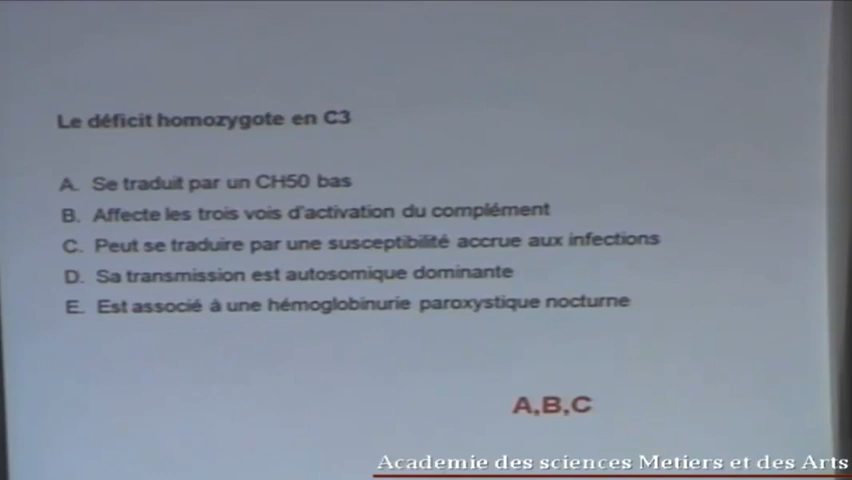 Le déficit homozygote en C3
A. Se traduit par un CH50 bas
B. Affecte les trois vois d'activation du complément
C. Peut se traduire par une susceptibilité accrue aux infections
D. Sa transmission est autosomique dominante
E. Est associé à une hémoglobinurie paroxystique nocturne
A,B,C
Academie des sciences Metiers et des Arts